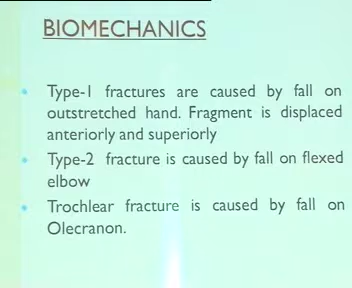 BIOMECHANICS
Type-1 fractures are caused by fall on
outstretched hand. Fragment is displaced
anteriorly and superiorly
Type-2 fracture is caused by fall on flexed
elbow
Trochlear fracture is caused by fall on
Olecranon.